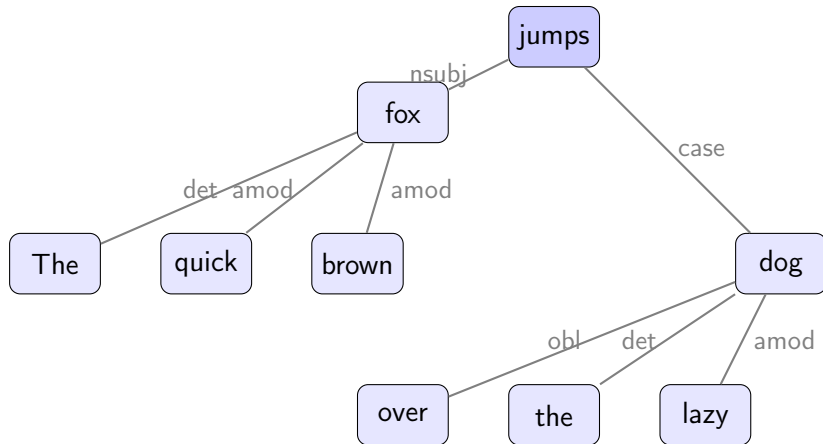 jumps
nsubj
fox
case
det amod amod
The quick brown dog
obl det amod
over the lazy